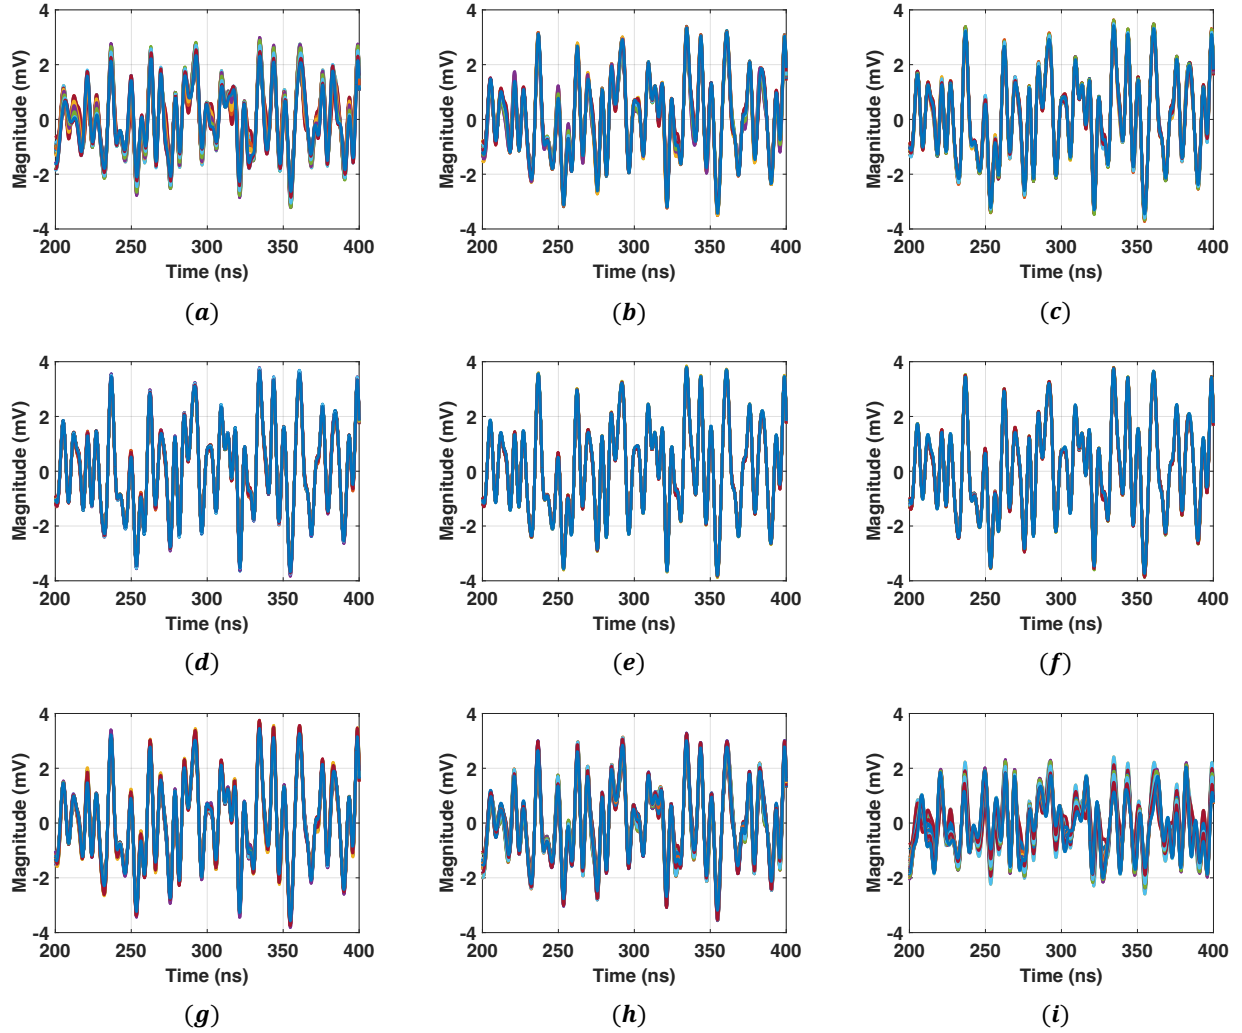 4 4 4
2 2 2
0 0 0
-2 -2 -2
-4 -4 -4
Magnitude (mV) Magnitude (mV) Magnitude (mV)
200 250 300 350 400 200 250 300 350 400 200 250 300 350 400
Time (ns) Time (ns) Time (ns)
(a) (b) (c)
4 4 4
2 2 2
0 0 0
-2 -2 -2
-4 -4 -4
Magnitude (mV) Magnitude (mV) Magnitude (mV)
200 250 300 350 400 200 250 300 350 400 200 250 300 350 400
Time (ns) Time (ns) Time (ns)
(d) (e) (f)
4 4 4
2 2 2
0 0 0
-2 -2 -2
-4 -4 -4
Magnitude (mV) Magnitude (mV) Magnitude (mV)
200 250 300 350 400 200 250 300 350 400 200 250 300 350 400
Time (ns) Time (ns) Time (ns)
(g) (h) (i)